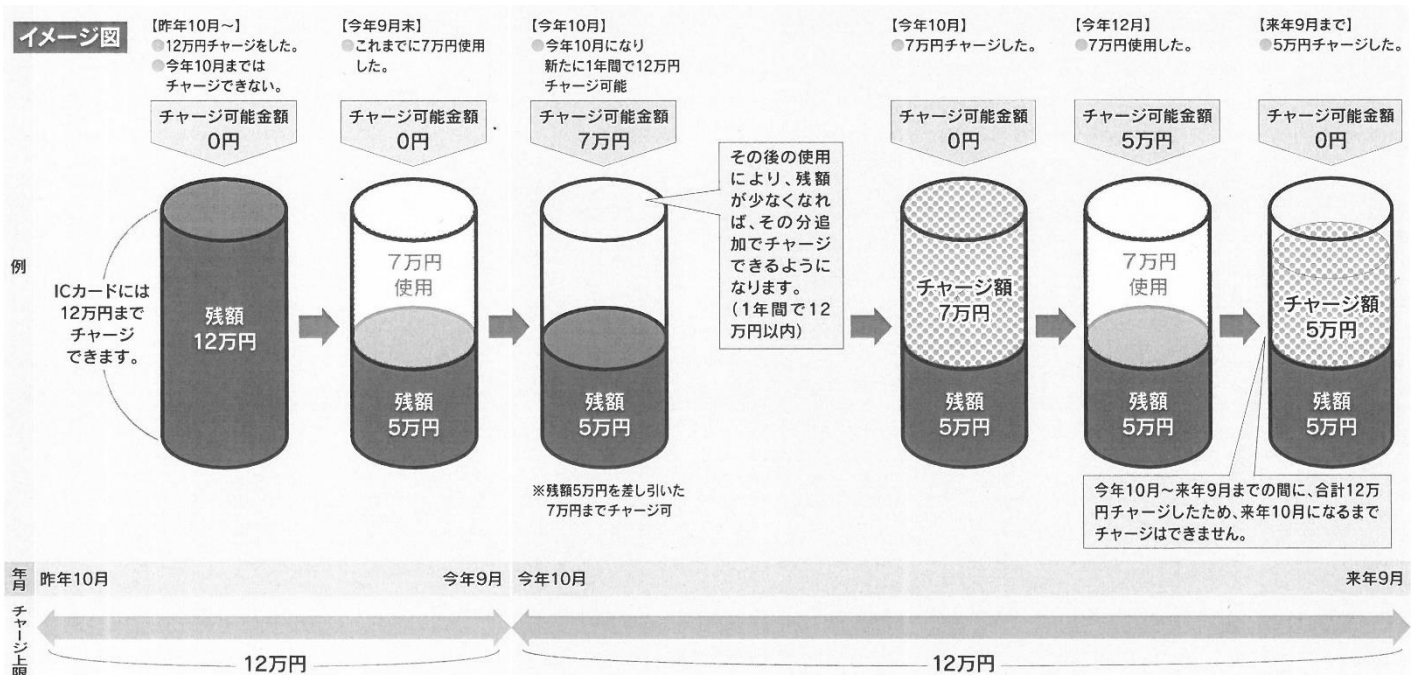 イメージ図
【昨年10月～】
●12万円チャージをした。
●今年10月までは
チャージできない。
チャージ可能金額
0円
【今年9月末】
●これまでに7万円使用
した。
チャージ可能金額
0円
【今年10月】
●今年10月になり
新たに1年間で12万円
チャージ可能
チャージ可能金額
7万円
【今年10月】
●7万円チャージした。
チャージ可能金額
0円
【今年12月】
●7万円使用した。
チャージ可能金額
5万円
【来年9月まで】
●5万円チャージした。
チャージ可能金額
0円
例
ICカードには
12万円まで
チャージ
できます。
残額
12万円
7万円
使用
残額
5万円
残額
5万円
※残額5万円を差し引いた
7万円までチャージ可
その後の使用
により、残額
が少なくなれ
ば、その分追
加でチャージ
できるように
なります。
（1年間で12
万円以内）
チャージ額
7万円
残額
5万円
7万円
使用
残額
5万円
チャージ額
5万円
残額
5万円
今年10月～来年9月までの間に、合計12万
円チャージしたため、来年10月になるまで
チャージはできません。
年月
昨年10月
今年9月
今年10月
来年9月
チャージ上限
12万円
12万円